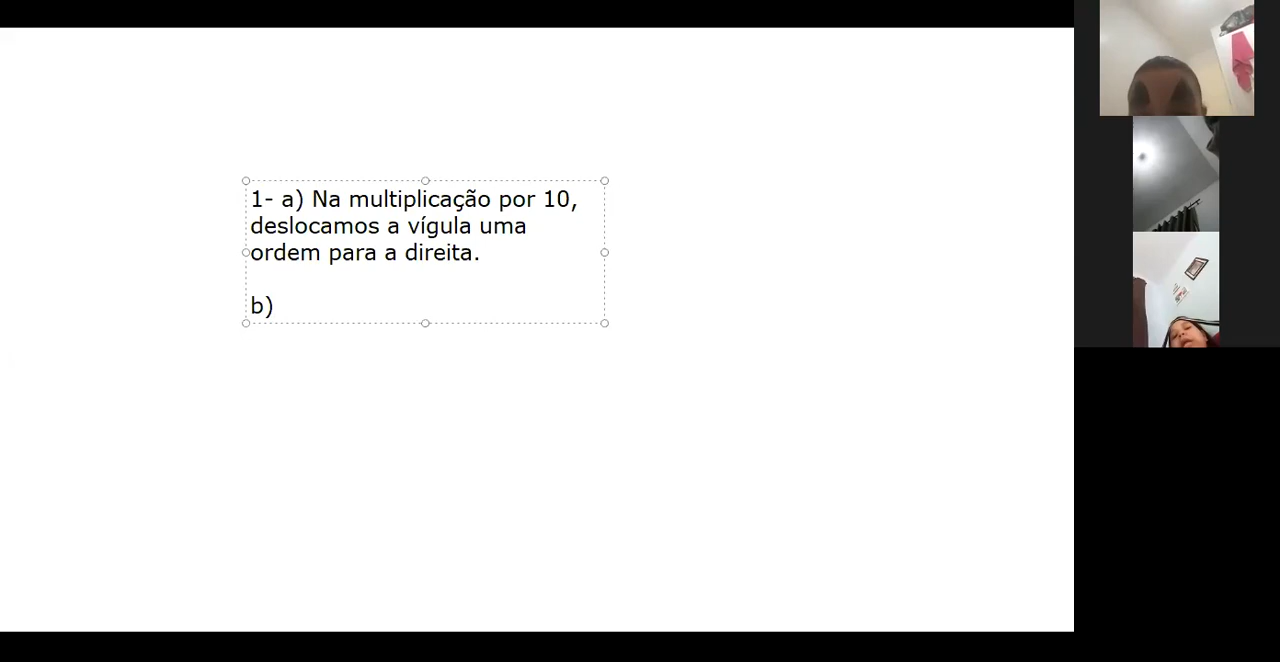 1- a) Na multiplicação por 10,
deslocamos a vígula uma
ordem para a direita.
b)